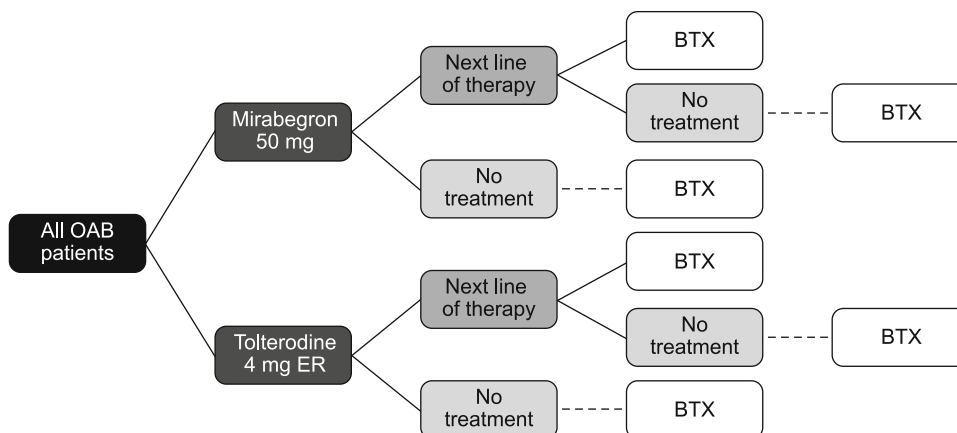 BTX
Next line
of therapy
No
treatment
BTX
Mirabegron
50 mg
No
treatment
BTX
All OAB
patients
BTX
Next line
of therapy
No
treatment
BTX
Tolterodine
4 mg ER
No
treatment
BTX